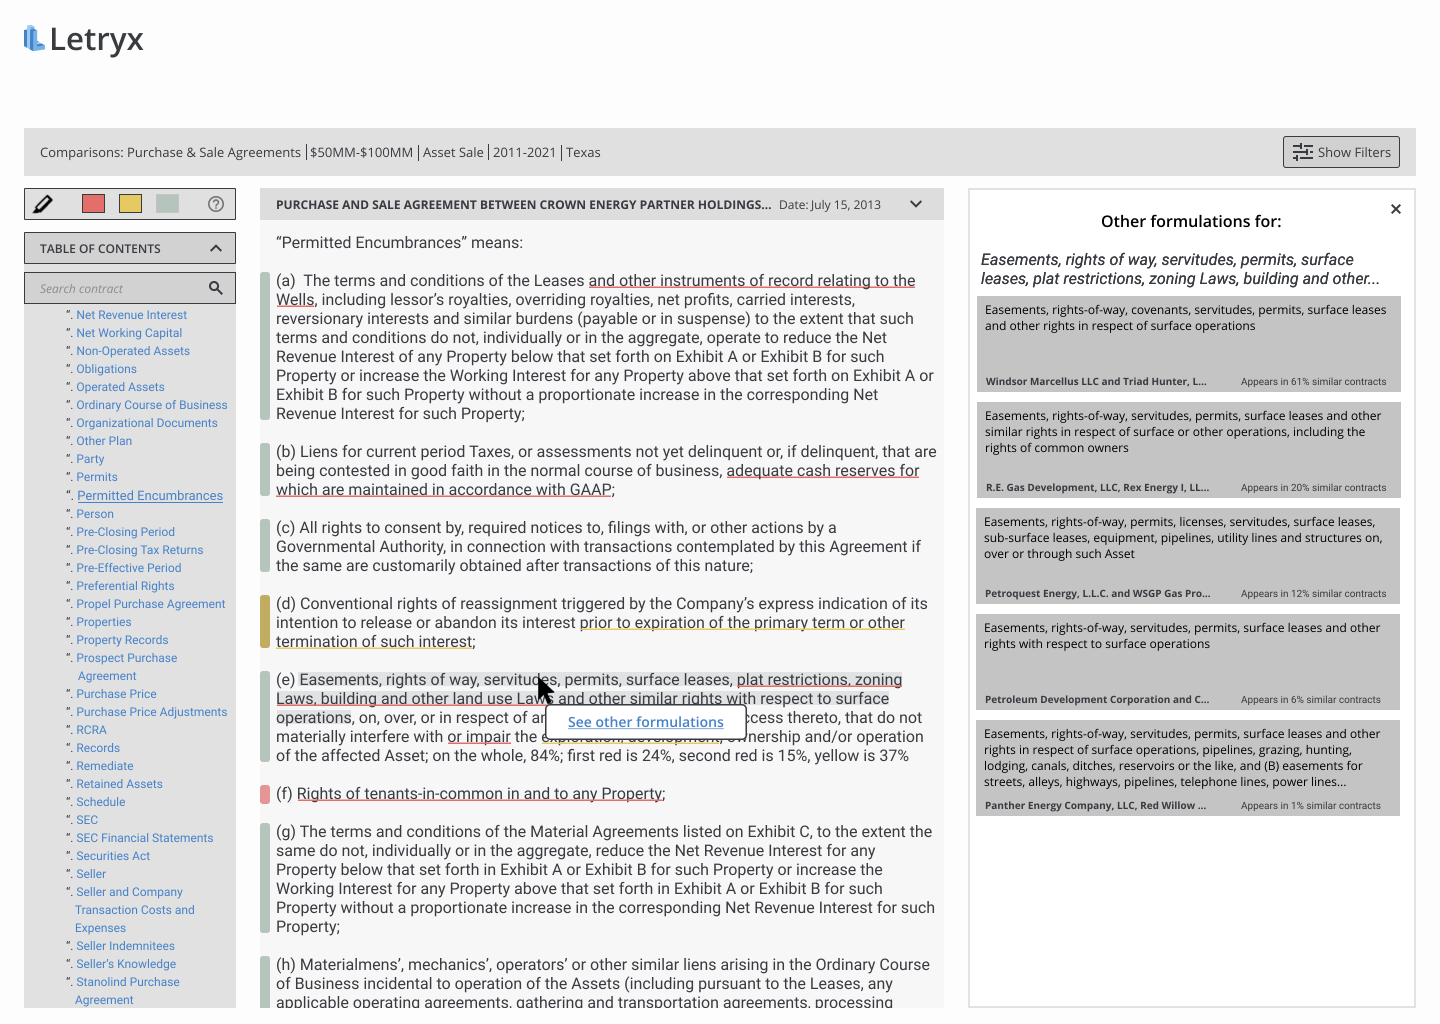 Letryx
Comparisons: Purchase & Sale Agreements | $50MM-$100MM | Asset Sale | 2011-2021 | Texas
Show Filters
TABLE OF CONTENTS
Search contract
“. Net Revenue Interest
“. Net Working Capital
“. Non-Operated Assets
“. Obligations
“. Operated Assets
“. Ordinary Course of Business
“. Organizational Documents
“. Other Plan
“. Party
“. Permits
“. Permitted Encumbrances
“. Person
“. Pre-Closing Period
“. Pre-Closing Tax Returns
“. Pre-Effective Period
“. Preferential Rights
“. Propel Purchase Agreement
“. Properties
“. Property Records
“. Prospect Purchase
Agreement
“. Purchase Price
“. Purchase Price Adjustments
“. RCRA
“. Records
“. Remediate
“. Retained Assets
“. Schedule
“. SEC
“. SEC Financial Statements
“. Securities Act
“. Seller
“. Seller and Company
Transaction Costs and
Expenses
“. Seller Indemnitees
“. Seller's Knowledge
“. Stanolind Purchase
Agreement
PURCHASE AND SALE AGREEMENT BETWEEN CROWN ENERGY PARTNER HOLDINGS... Date: July 15, 2013
“Permitted Encumbrances” means:
(a) The terms and conditions of the Leases and other instruments of record relating to the
Wells, including lessor’s royalties, overriding royalties, net profits, carried interests,
reversionary interests and similar burdens (payable or in suspense) to the extent that such
terms and conditions do not, individually or in the aggregate, operate to reduce the Net
Revenue Interest of any Property below that set forth on Exhibit A or Exhibit B for such
Property or increase the Working Interest for any Property above that set forth on Exhibit A or
Exhibit B for such Property without a proportionate increase in the corresponding Net
Revenue Interest for such Property;
(b) Liens for current period Taxes, or assessments not yet delinquent or, if delinquent, that are
being contested in good faith in the normal course of business, adequate cash reserves for
which are maintained in accordance with GAAP;
(c) All rights to consent by, required notices to, filings with, or other actions by a
Governmental Authority, in connection with transactions contemplated by this Agreement if
the same are customarily obtained after transactions of this nature;
(d) Conventional rights of reassignment triggered by the Company’s express indication of its
intention to release or abandon its interest prior to expiration of the primary term or other
termination of such interest;
(e) Easements, rights of way, servitudes, permits, surface leases, plat restrictions, zoning
Laws, building and other land use Laws and other similar rights with respect to surface
operations, on, over, or in respect of thereto, that do not
materially interfere with or impair the and/or operation
of the affected Asset; on the whole, 84%; first red is 24%, second red is 15%, yellow is 37%
See other formulations
(f) Rights of tenants-in-common in and to any Property;
(g) The terms and conditions of the Material Agreements listed on Exhibit C, to the extent the
same do not, individually or in the aggregate, reduce the Net Revenue Interest for any
Property below that set forth in Exhibit A or Exhibit B for such Property or increase the
Working Interest for any Property above that set forth in Exhibit A or Exhibit B for such
Property without a proportionate increase in the corresponding Net Revenue Interest for such
Property;
(h) Materialmens’, mechanics’, operators’ or other similar liens arising in the Ordinary Course
of Business incidental to operation of the Assets (including pursuant to the Leases, any
applicable operating agreements, gathering and transportation agreements, processing
Other formulations for:
Easements, rights of way, servitudes, permits, surface
leases, plat restrictions, zoning Laws, building and other...
Easements, rights-of-way, covenants, servitudes, permits, surface leases
and other rights in respect of surface operations
Windsor Marcellus LLC and Triad Hunter, L... Appears in 61% similar contracts
Easements, rights-of-way, servitudes, permits, surface leases and other
similar rights in respect of surface or other operations, including the
rights of common owners
R.E. Gas Development, LLC, Rex Energy I, LL... Appears in 20% similar contracts
Easements, rights-of-way, permits, licenses, servitudes, surface leases,
sub-surface leases, equipment, pipelines, utility lines and structures on,
over or through such Asset
Petroquest Energy, L.L.C. and WSGP Gas Pro... Appears in 12% similar contracts
Easements, rights-of-way, servitudes, permits, surface leases and other
rights with respect to surface operations
Petroleum Development Corporation and C... Appears in 6% similar contracts
Easements, rights-of-way, servitudes, permits, surface leases and other
rights in respect of surface operations, pipelines, grazing, hunting,
lodging, canals, ditches, reservoirs or the like, and (B) easements for
streets, alleys, highways, pipelines, telephone lines, power lines...
Panther Energy Company, LLC, Red Willow ... Appears in 1% similar contracts